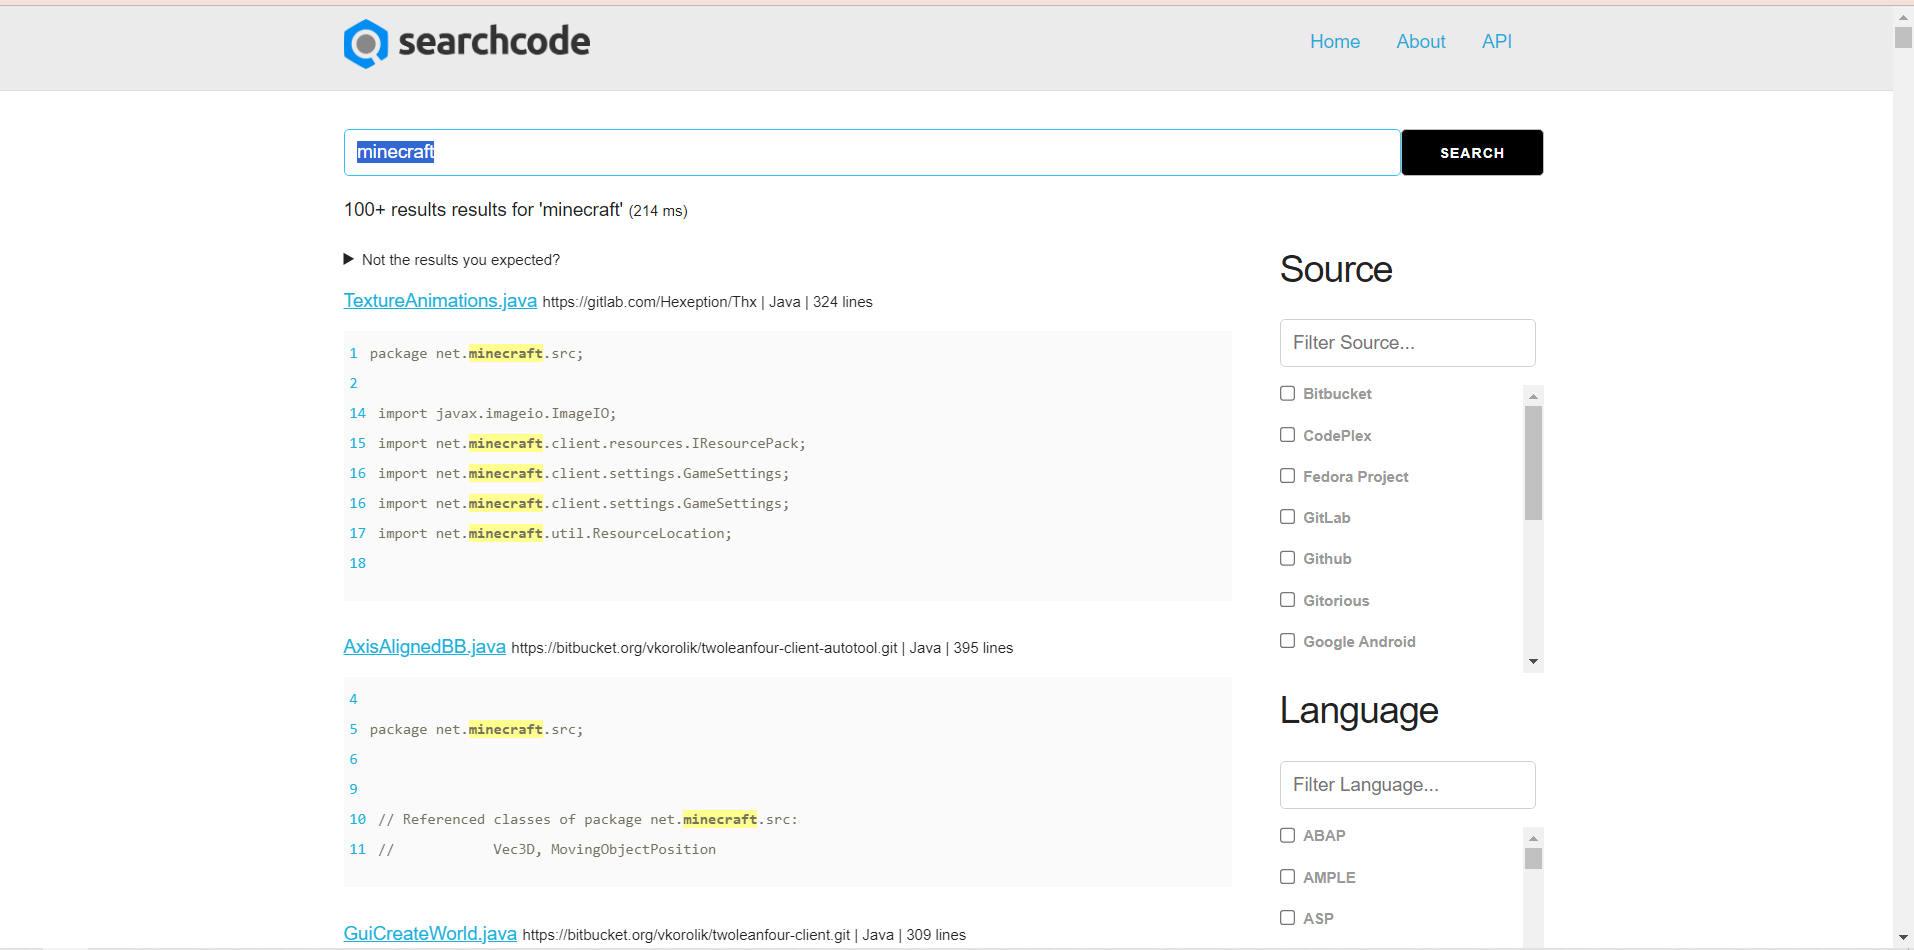 searchcode
Home About API
minecraft
SEARCH
100+ results results for 'minecraft' (214 ms)
Not the results you expected?
TextureAnimations.java https://gitlab.com/Hexeption/Thx | Java | 324 lines
1 package net.minecraft.src;
2
14 import javax.imageio.ImageIO;
15 import net.minecraft.client.resources.IResourcePack;
16 import net.minecraft.client.settings.GameSettings;
16 import net.minecraft.client.settings.GameSettings;
17 import net.minecraft.util.ResourceLocation;
18
AxisAlignedBB.java https://bitbucket.org/vkorolik/twoleanfour-client-autotool.git | Java | 395 lines
4
5 package net.minecraft.src;
6
9
10 // Referenced classes of package net.minecraft.src:
11 //            Vec3D, MovingObjectPosition
GuiCreateWorld.java https://bitbucket.org/vkorolik/twoleanfour-client.git | Java | 309 lines
Source
Filter Source...
Bitbucket
CodePlex
Fedora Project
GitLab
Github
Gitorious
Google Android
Language
Filter Language...
ABAP
AMPLE
ASP